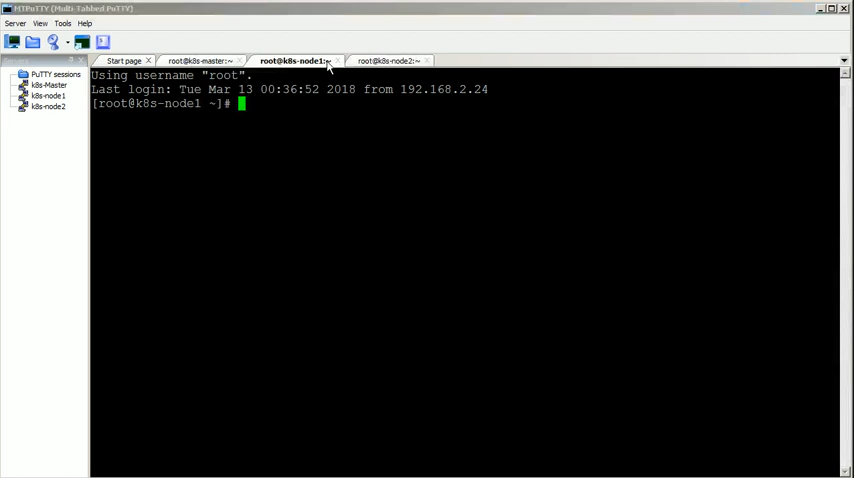 MTPuTTY (Multi-Tabbed PuTTY)
Server View Tools Help
Servers
Start page root@k8s-master:~ root@k8s-node1:~ root@k8s-node2:~
PuTTY sessions
k8s-Master
k8s-node1
k8s-node2
Using username "root".
Last login: Tue Mar 13 00:36:52 2018 from 192.168.2.24
[root@k8s-node1 ~]#